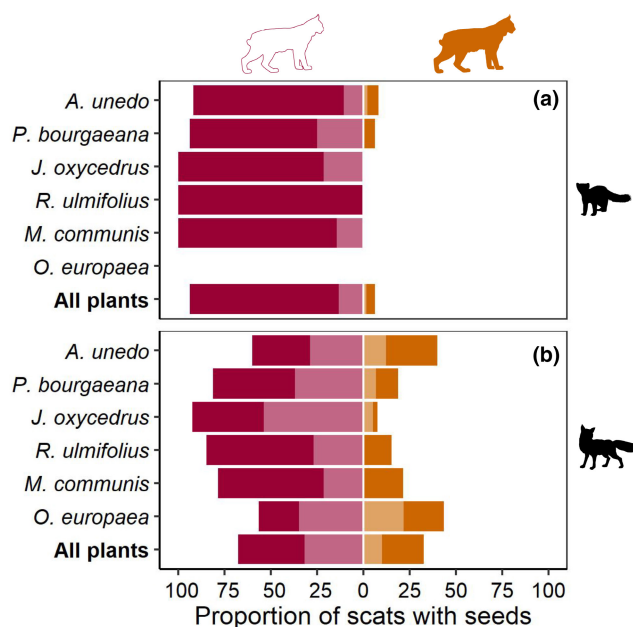 (a)
A. unedo
P. bourgaeana
J. oxycedrus
R. ulmifolius
M. communis
O. europaea
All plants
(b)
A. unedo
P. bourgaeana
J. oxycedrus
R. ulmifolius
M. communis
O. europaea
All plants
100 75 50 25 0 25 50 75 100
Proportion of scats with seeds